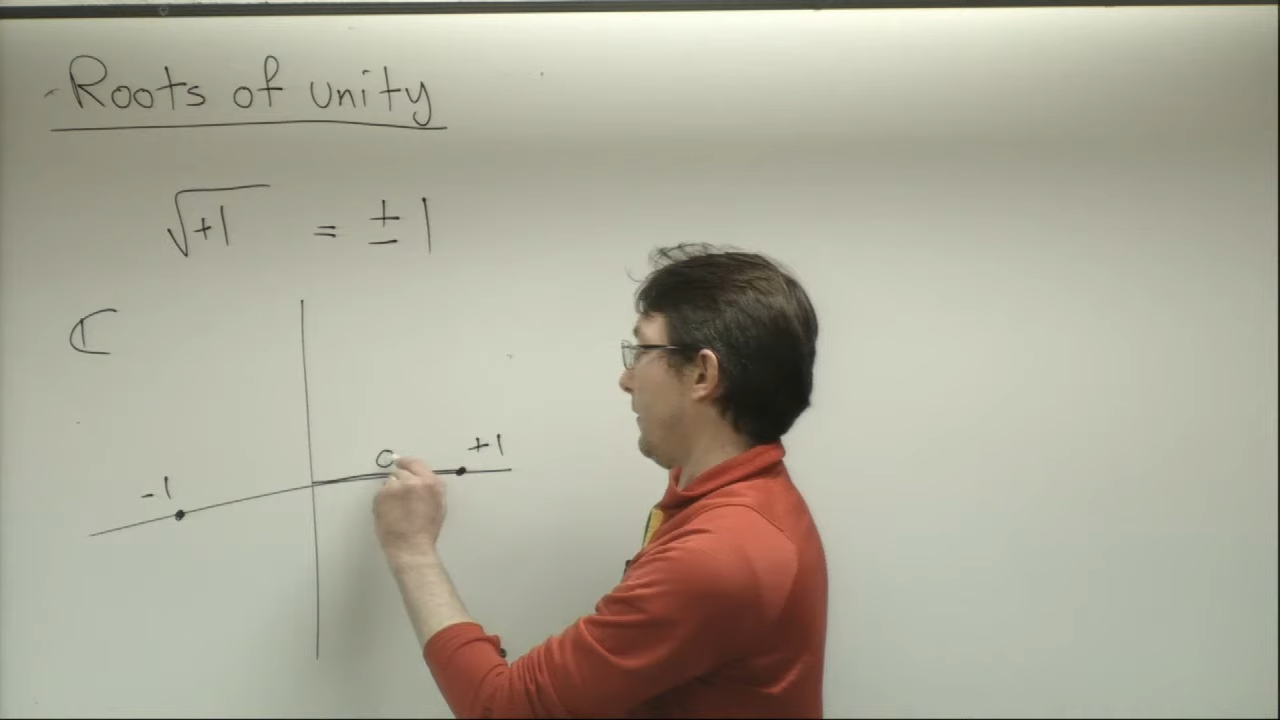 Roots of unity
√+1 = ± 1
ℂ
+1
-1